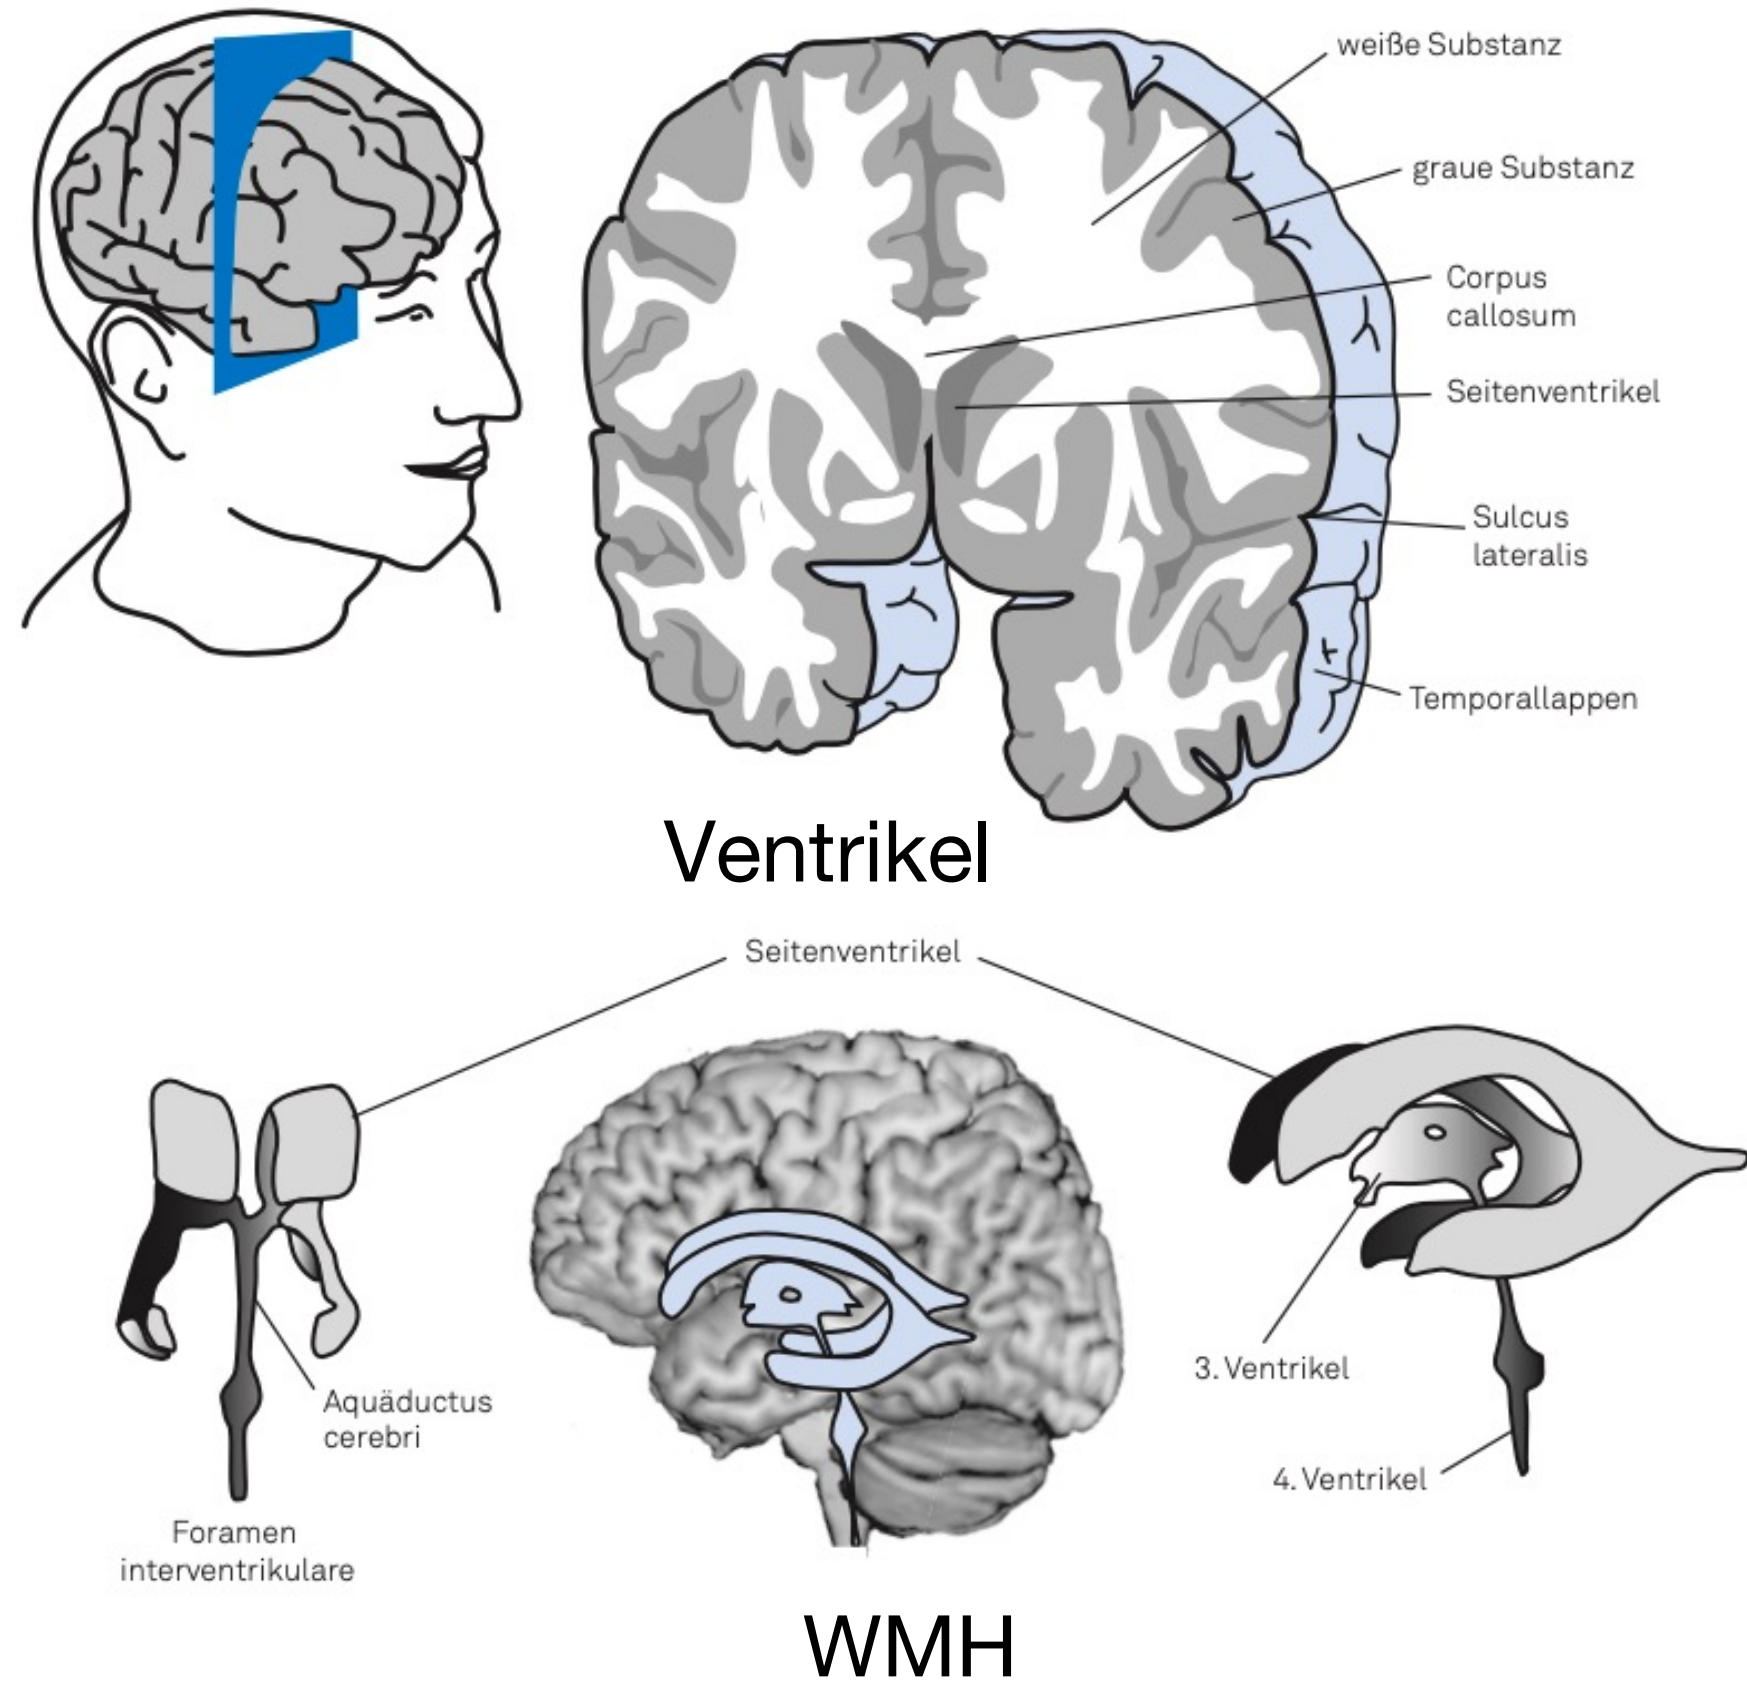 weiße Substanz
graue Substanz
Corpus
callosum
Seitenventrikel
Sulcus
lateralis
Temporallappen
Ventrikel
Seitenventrikel
3. Ventrikel
Aquäductus
cerebri
4. Ventrikel
Foramen
interventrikulare
WMH